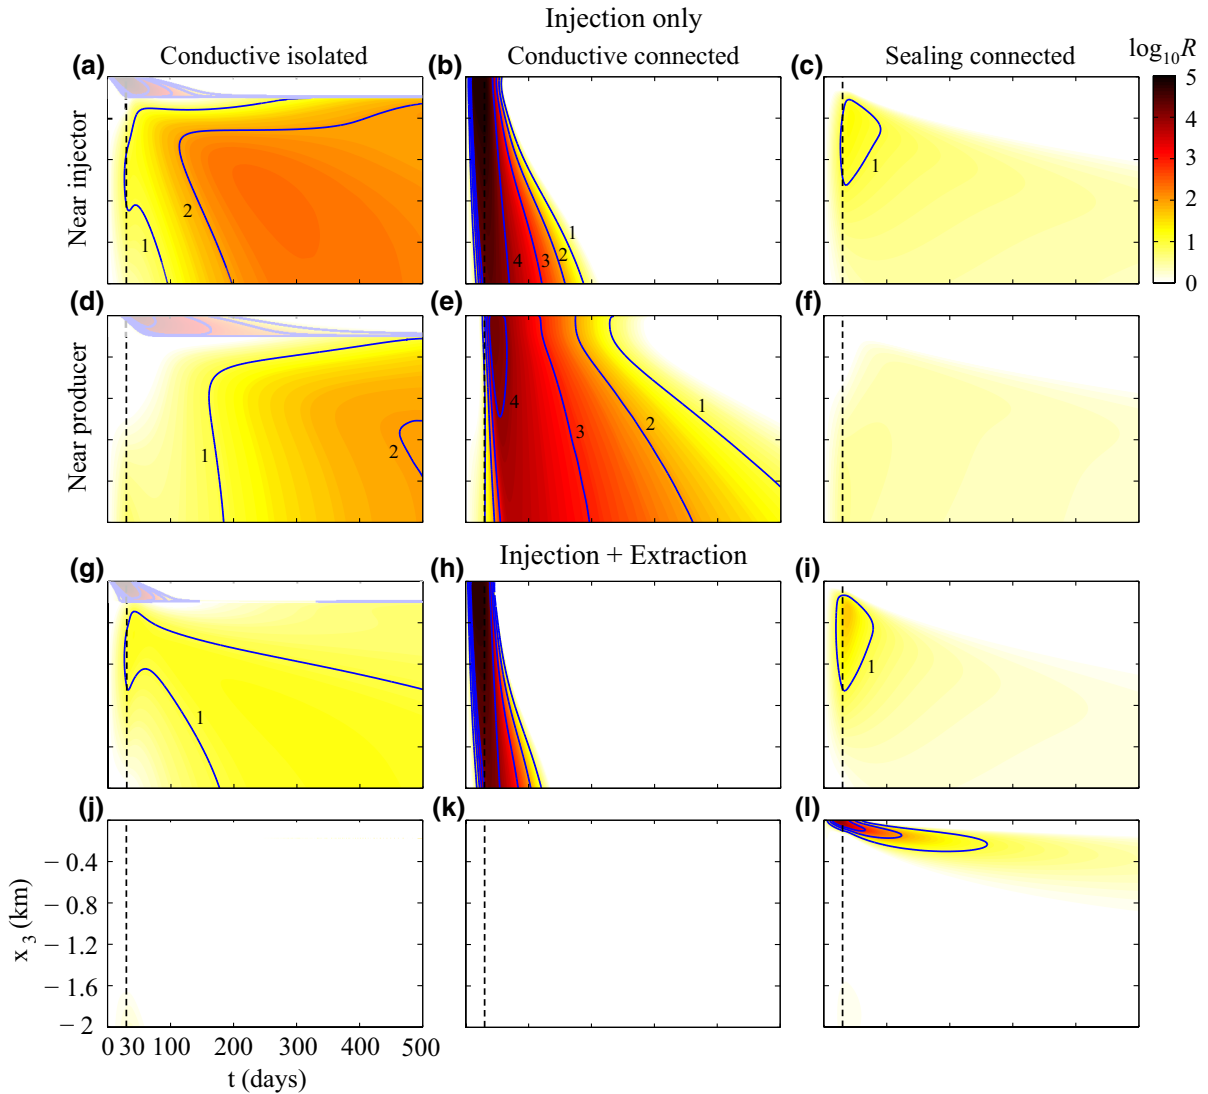 Injection only
Conductive isolated
Conductive connected
Sealing connected
log10R
(a)
(b)
(c)
Near injector
1
2
4
3
2
1
1
5
4
3
2
1
0
(d)
(e)
(f)
Near producer
1
2
4
3
2
1
Injection + Extraction
(g)
(h)
(i)
1
1
(j)
(k)
(l)
x3 (km)
− 0.4
− 0.8
− 1.2
− 1.6
− 2
0 30 100 200 300 400 500
t (days)